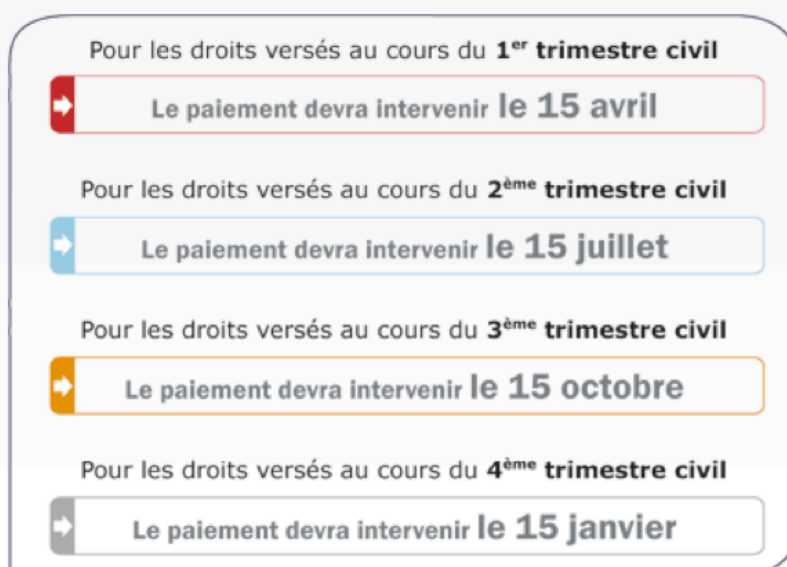 Pour les droits versés au cours du 1er trimestre civil
Le paiement devra intervenir le 15 avril
Pour les droits versés au cours du 2ème trimestre civil
Le paiement devra intervenir le 15 juillet
Pour les droits versés au cours du 3ème trimestre civil
Le paiement devra intervenir le 15 octobre
Pour les droits versés au cours du 4ème trimestre civil
Le paiement devra intervenir le 15 janvier